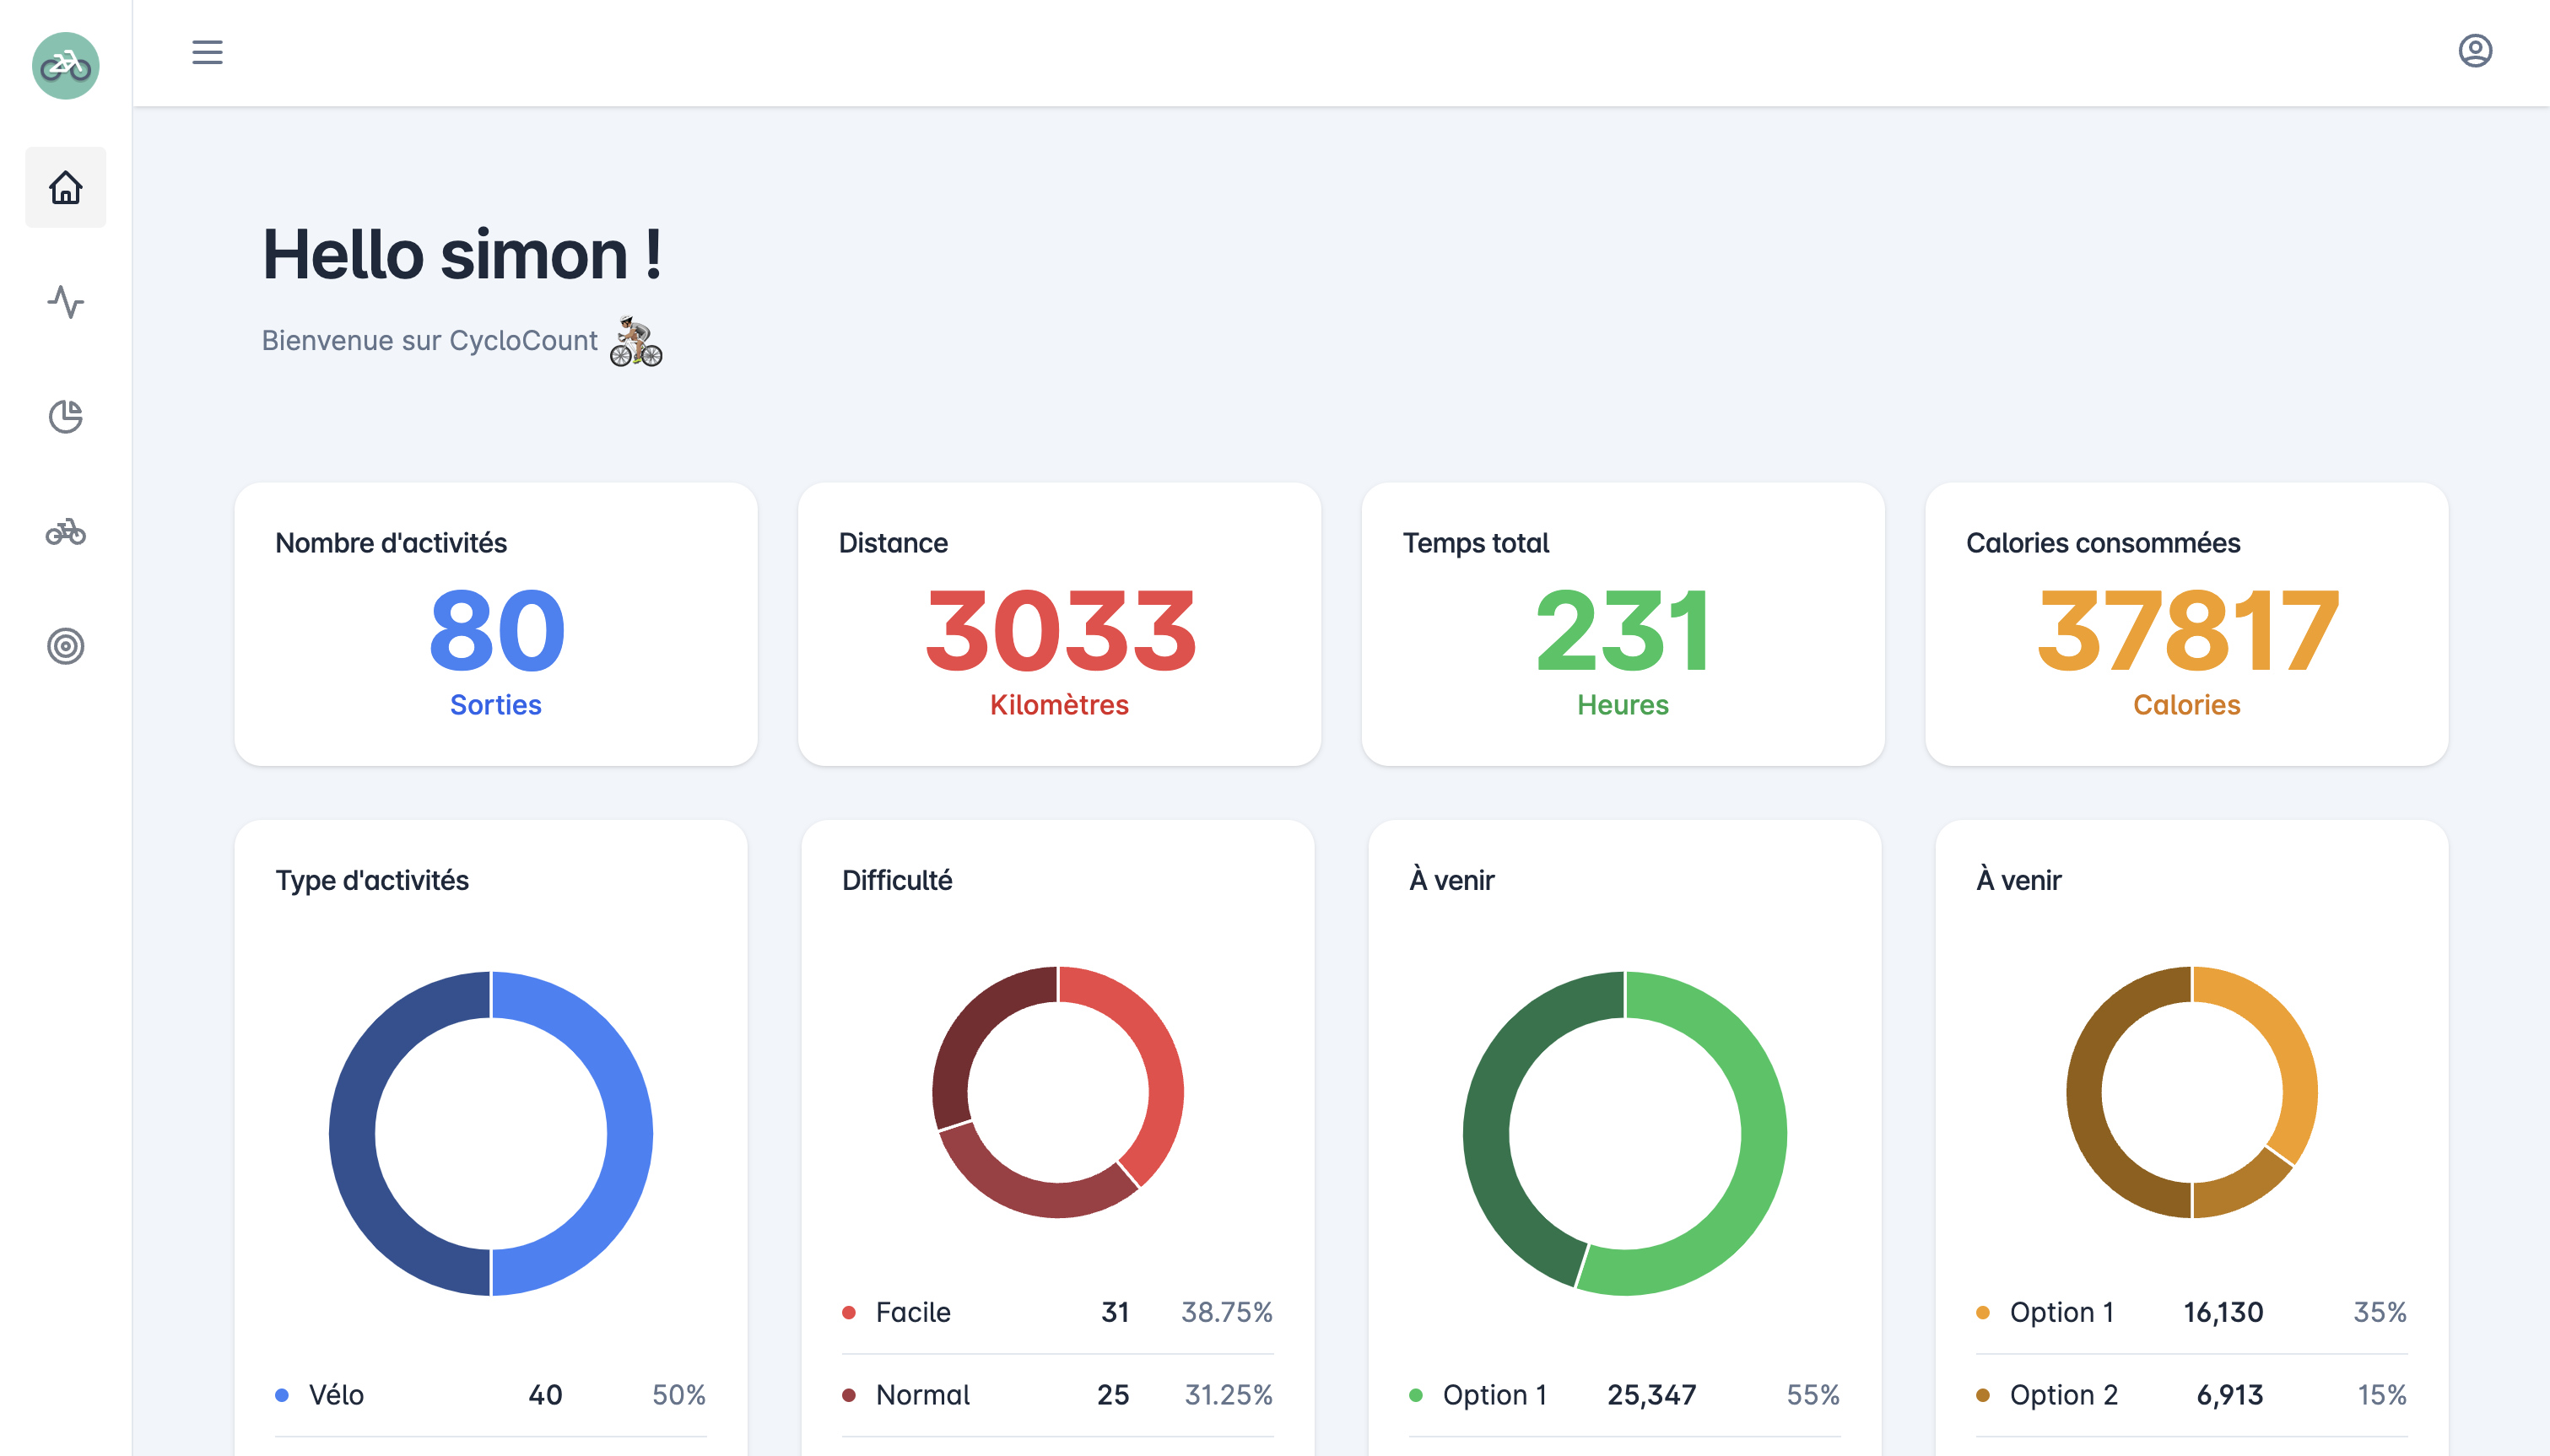 Hello simon !
Bienvenue sur CycloCount
Nombre d'activités
80
Sorties
Distance
3033
Kilomètres
Temps total
231
Heures
Calories consommées
37817
Calories
Type d'activités
Vélo 40 50%
Difficulté
Facile 31 38.75%
Normal 25 31.25%
À venir
Option 1 25,347 55%
À venir
Option 1 16,130 35%
Option 2 6,913 15%